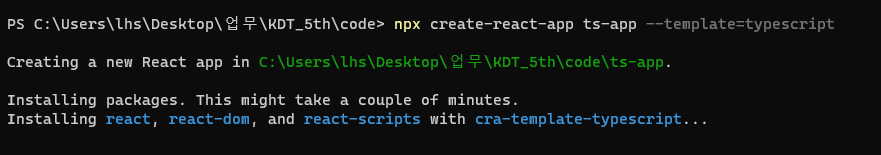 PS C:\Users\lhs\Desktop\업무\KDT_5th\code> npx create-react-app ts-app --template=typescript
Creating a new React app in C:\Users\lhs\Desktop\업무\KDT_5th\code\ts-app.
Installing packages. This might take a couple of minutes.
Installing react, react-dom, and react-scripts with cra-template-typescript...